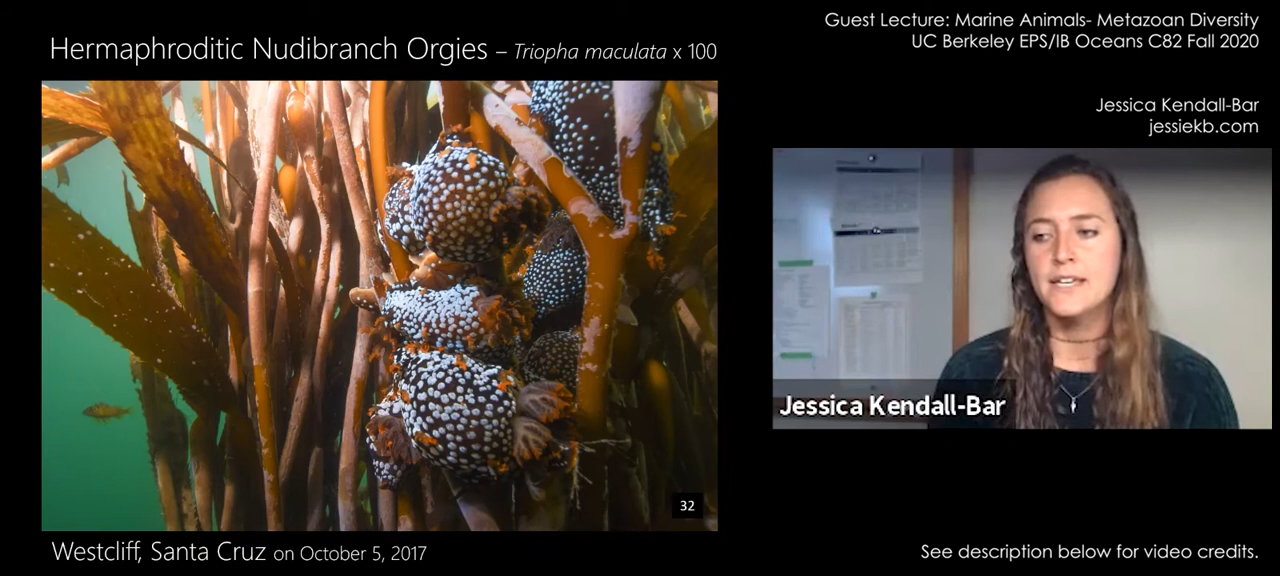 Hermaphroditic Nudibranch Orgies – Triopha maculata x 100
Guest Lecture: Marine Animals- Metazoan Diversity
UC Berkeley EPS/IB Oceans C82 Fall 2020
Jessica Kendall-Bar
jessiekb.com
Jessica Kendall-Bar
32
Westcliff, Santa Cruz on October 5, 2017
See description below for video credits.